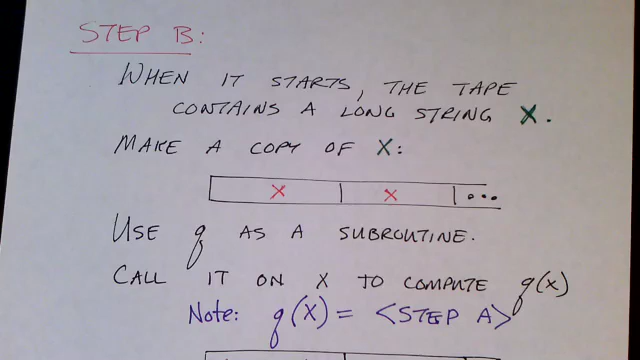 STEP B:
WHEN IT STARTS, THE TAPE
CONTAINS A LONG STRING X.
MAKE A COPY OF X:
X X ...
USE q AS A SUBROUTINE.
CALL IT ON X TO COMPUTE q(X)
Note: q(X) = <STEP A>